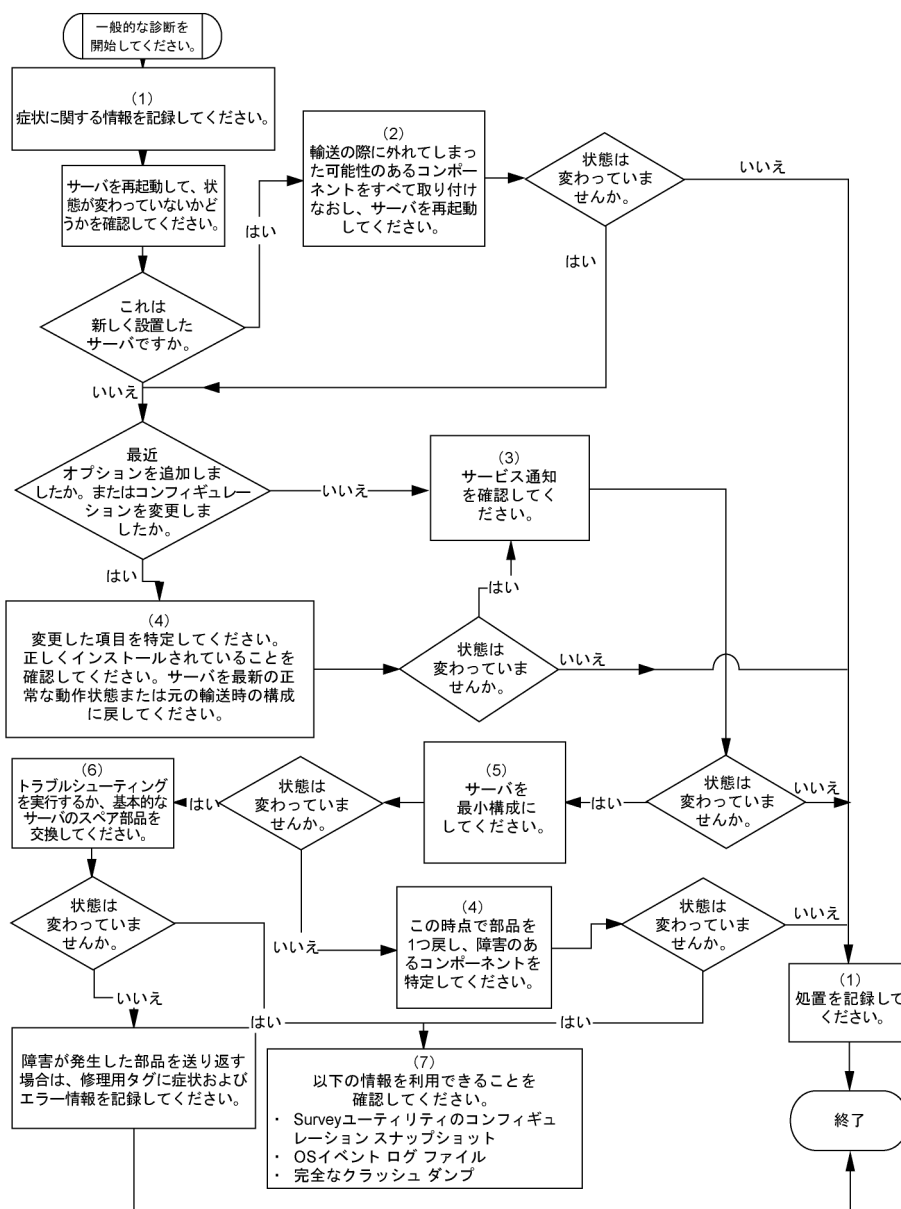 一般的な診断を
開始してください。
(1)
症状に関する情報を記録してください。
サーバを再起動して、状
態が変わっていないかど
うかを確認してください。
これは
新しく設置した
サーバですか。
はい
いいえ
(2)
輸送の際に外れてしまっ
た可能性のあるコンポー
ネントをすべて取り付け
なおし、サーバを再起動
してください。
状態は
変わっていま
せんか。
いいえ
はい
最近
オプションを追加しま
したか。またはコンフィギュレー
ションを変更しま
したか。
いいえ
はい
(3)
サービス通知
を確認してく
ださい。
(4)
変更した項目を特定してください。
正しくインストールされていることを
確認してください。サーバを最新の正
常な動作状態または元の輸送時の構成
に戻してください。
はい
状態は
変わっていま
せんか。
いいえ
状態は
変わっていま
せんか。
いいえ
はい
(5)
サーバを
最小構成に
してください。
状態は
変わっていま
せんか。
はい
いいえ
(6)
トラブルシューティング
を実行するか、基本的な
サーバのスペア部品を
交換してください。
状態は
変わっていま
せんか。
いいえ
はい
(4)
この時点で部品を
1つ戻し、障害のあ
るコンポーネントを
特定してください。
状態は
変わっていま
せんか。
いいえ
はい
(1)
処置を記録して
ください。
障害が発生した部品を送り返す
場合は、修理用タグに症状および
エラー情報を記録してください。
(7)
以下の情報を利用できることを
確認してください。
・ Surveyユーティリティのコンフィギュ
レーション スナップショット
・ OSイベント ログ ファイル
・ 完全なクラッシュ ダンプ
終了